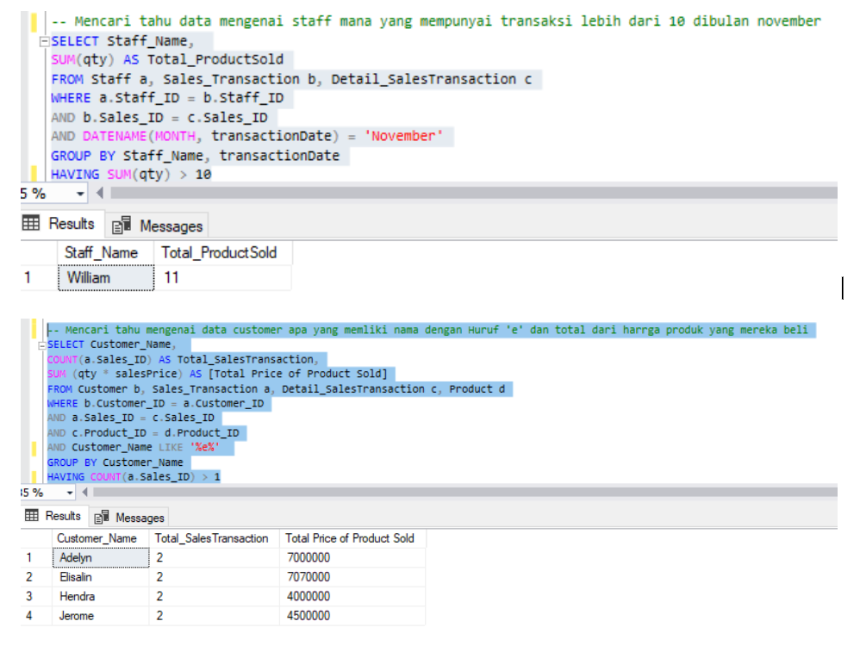 -- Mencari tahu data mengenai staff mana yang mempunyai transaksi lebih dari 10 dibulan november
SELECT Staff_Name,
SUM(qty) AS Total_ProductSold
FROM Staff a, Sales_Transaction b, Detail_SalesTransaction c
WHERE a.Staff_ID = b.Staff_ID
AND b.Sales_ID = c.Sales_ID
AND DATENAME(MONTH, transactionDate) = 'November'
GROUP BY Staff_Name, transactionDate
HAVING SUM(qty) > 10
5 %
Results Messages
Staff_Name Total_ProductSold
1 William 11
-- Mencari tahu mengenai data customer apa yang memliki nama dengan Huruf 'e' dan total dari harrga produk yang mereka beli
SELECT Customer_Name,
COUNT(a.Sales_ID) AS Total_SalesTransaction,
SUM (qty * salesPrice) AS [Total Price of Product Sold]
FROM Customer b, Sales_Transaction a, Detail_SalesTransaction c, Product d
WHERE b.Customer_ID = a.Customer_ID
AND a.Sales_ID = c.Sales_ID
AND c.Product_ID = d.Product_ID
AND Customer_Name LIKE '%e%'
GROUP BY Customer_Name
HAVING COUNT(a.Sales_ID) > 1
35 %
Results Messages
Customer_Name Total_SalesTransaction Total Price of Product Sold
1 Adelyn 2 7000000
2 Elisalin 2 7070000
3 Hendra 2 4000000
4 Jerome 2 4500000